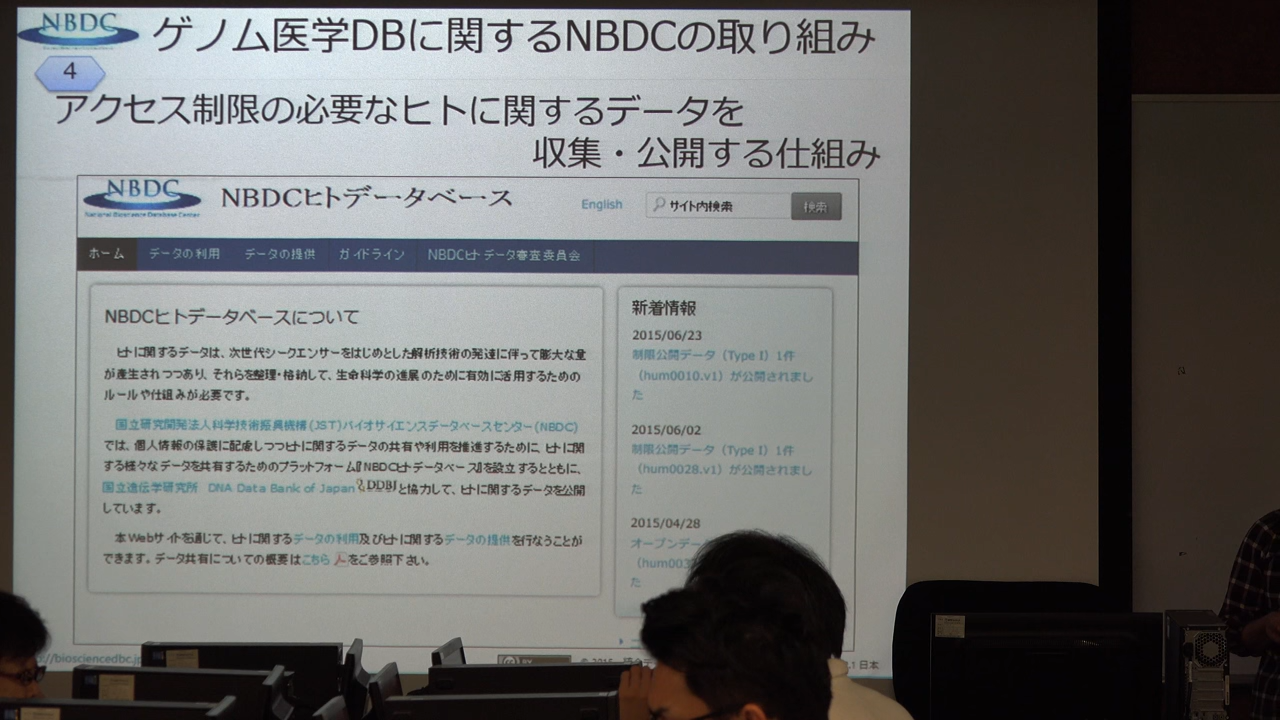 NBDC
ゲノム医学DBに関するNBDCの取り組み
4
アクセス制限の必要なヒトに関するデータを
収集・公開する仕組み
NBDC
National Bioscience Database Center
NBDCヒトデータベース
English
サイト内検索
検索
ホーム
データの利用
データの提供
ガイドライン
NBDCヒトデータ審査委員会
NBDCヒトデータベースについて
ヒトに関するデータは、次世代シークエンサーをはじめとした解析技術の発達に伴って膨大な量
が産生されつつあり、それらを整理・格納して、生命科学の進展のために有効に活用するための
ルールや仕組みが必要です。
国立研究開発法人科学技術振興機構(JST)バイオサイエンスデータベースセンター(NBDC)
では、個人情報の保護に配慮しつつヒトに関するデータの共有や利用を推進するために、ヒトに関
する様々なデータを共有するためのプラットフォーム『NBDCヒトデータベース』を設立するとともに、
国立遺伝学研究所 DNA Data Bank of Japan DDBJ と協力して、ヒトに関するデータを公開
しています。
本Webサイトを通じて、ヒトに関するデータの利用及びヒトに関するデータの提供を行なうことが
できます。データ共有についての概要はこちら をご参照下さい。
新着情報
2015/06/23
制限公開データ（Type I）1件
（hum0010.v1）が公開されまし
た
2015/06/02
制限公開データ（Type I）1件
（hum0028.v1）が公開されまし
た
2015/04/28
オープンデー
（hum003
た
//biosciencedbc.j
cc BY
© 2015
.1 日本